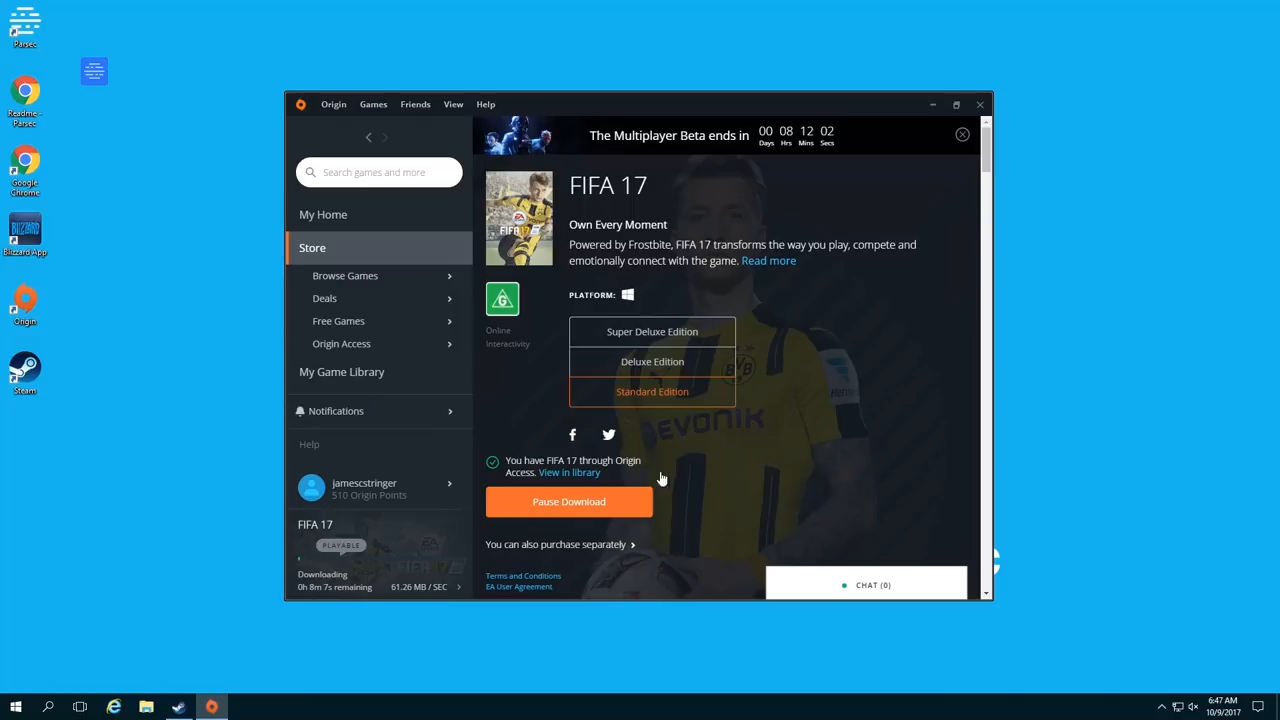 Parsec
Readme -
Parsec
Google
Chrome
BLIZZARD
Blizzard App
Origin
Steam
Origin Games Friends View Help
Search games and more
My Home
Store
Browse Games
Deals
Free Games
Origin Access
My Game Library
Notifications
Help
jamescstringer
510 Origin Points
FIFA 17
PLAYABLE
Downloading
0h 8m 7s remaining 61.26 MB / SEC
The Multiplayer Beta ends in 00 08 12 02
Days Hrs Mins Secs
FIFA 17
EA
FIFA 17
G
Online
Interactivity
Own Every Moment
Powered by Frostbite, FIFA 17 transforms the way you play, compete and
emotionally connect with the game. Read more
PLATFORM:
Super Deluxe Edition
Deluxe Edition
Standard Edition
BVB
EVONIK
You have FIFA 17 through Origin
Access. View in library
Pause Download
You can also purchase separately
Terms and Conditions
EA User Agreement
CHAT (0)
6:47 AM
10/9/2017